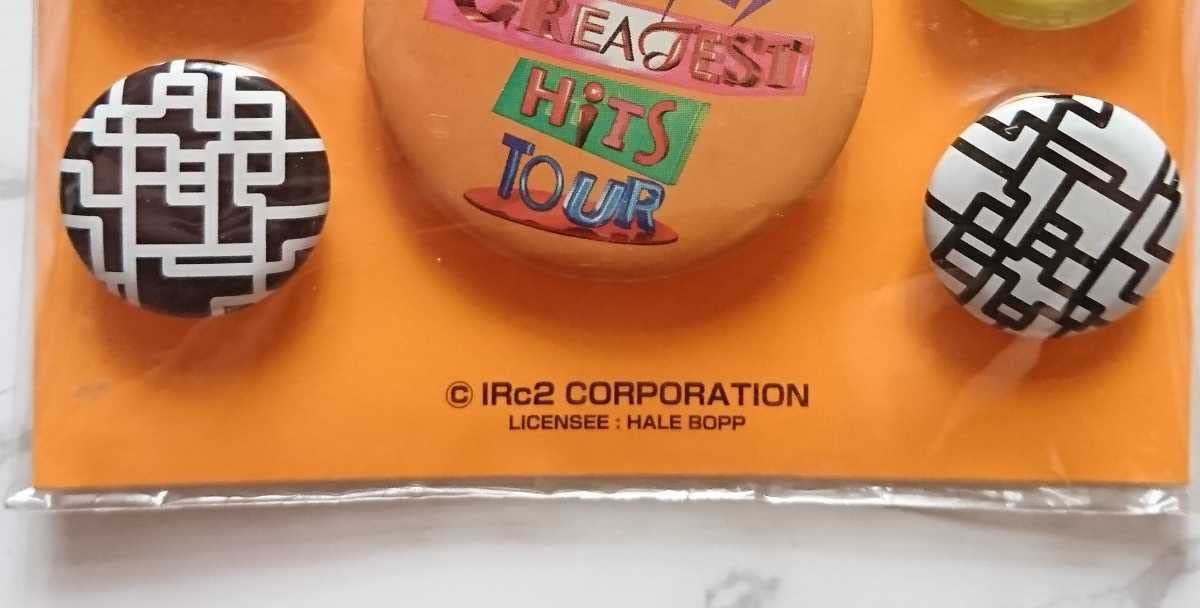 GREATEST
HiTS
TOUR
© IRc2 CORPORATION
LICENSEE : HALE BOPP